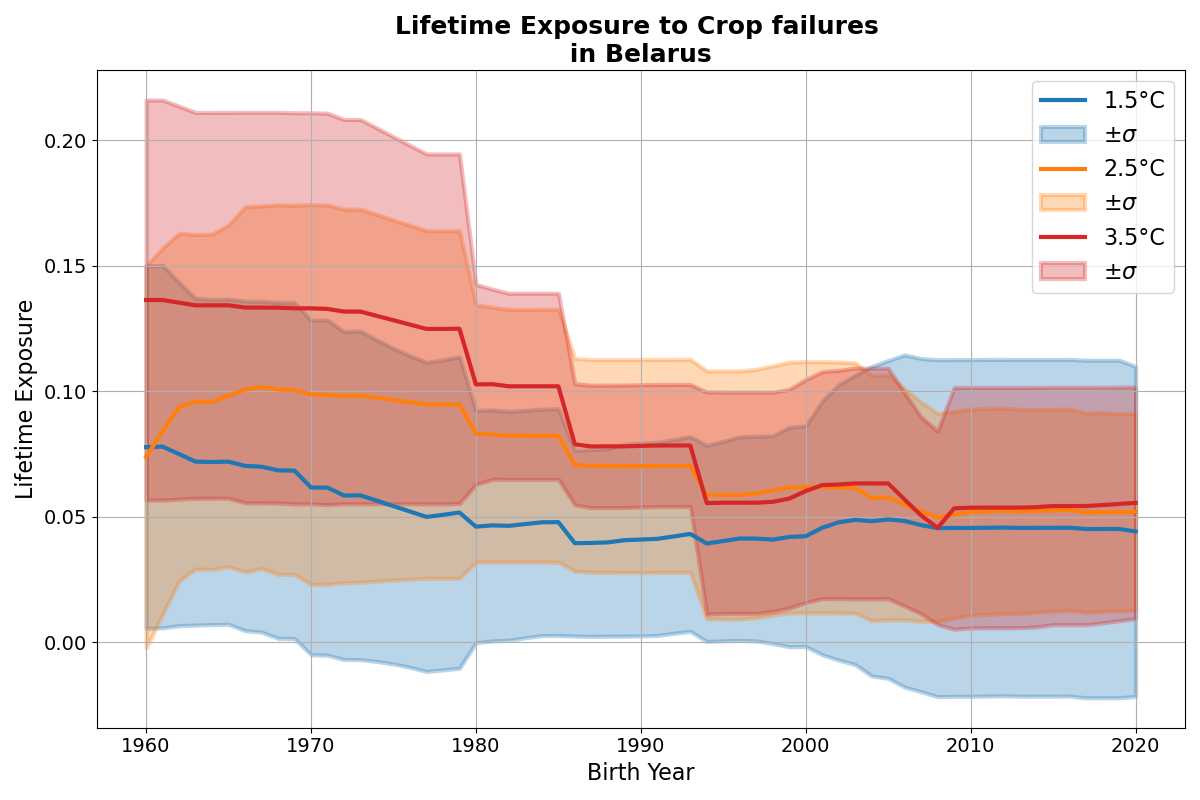 Lifetime Exposure to Crop failures
in Belarus
Lifetime Exposure
0.20
0.15
0.10
0.05
0.00
1960
1970
1980
1990
2000
2010
2020
Birth Year
1.5°C
±σ
2.5°C
±σ
3.5°C
±σ